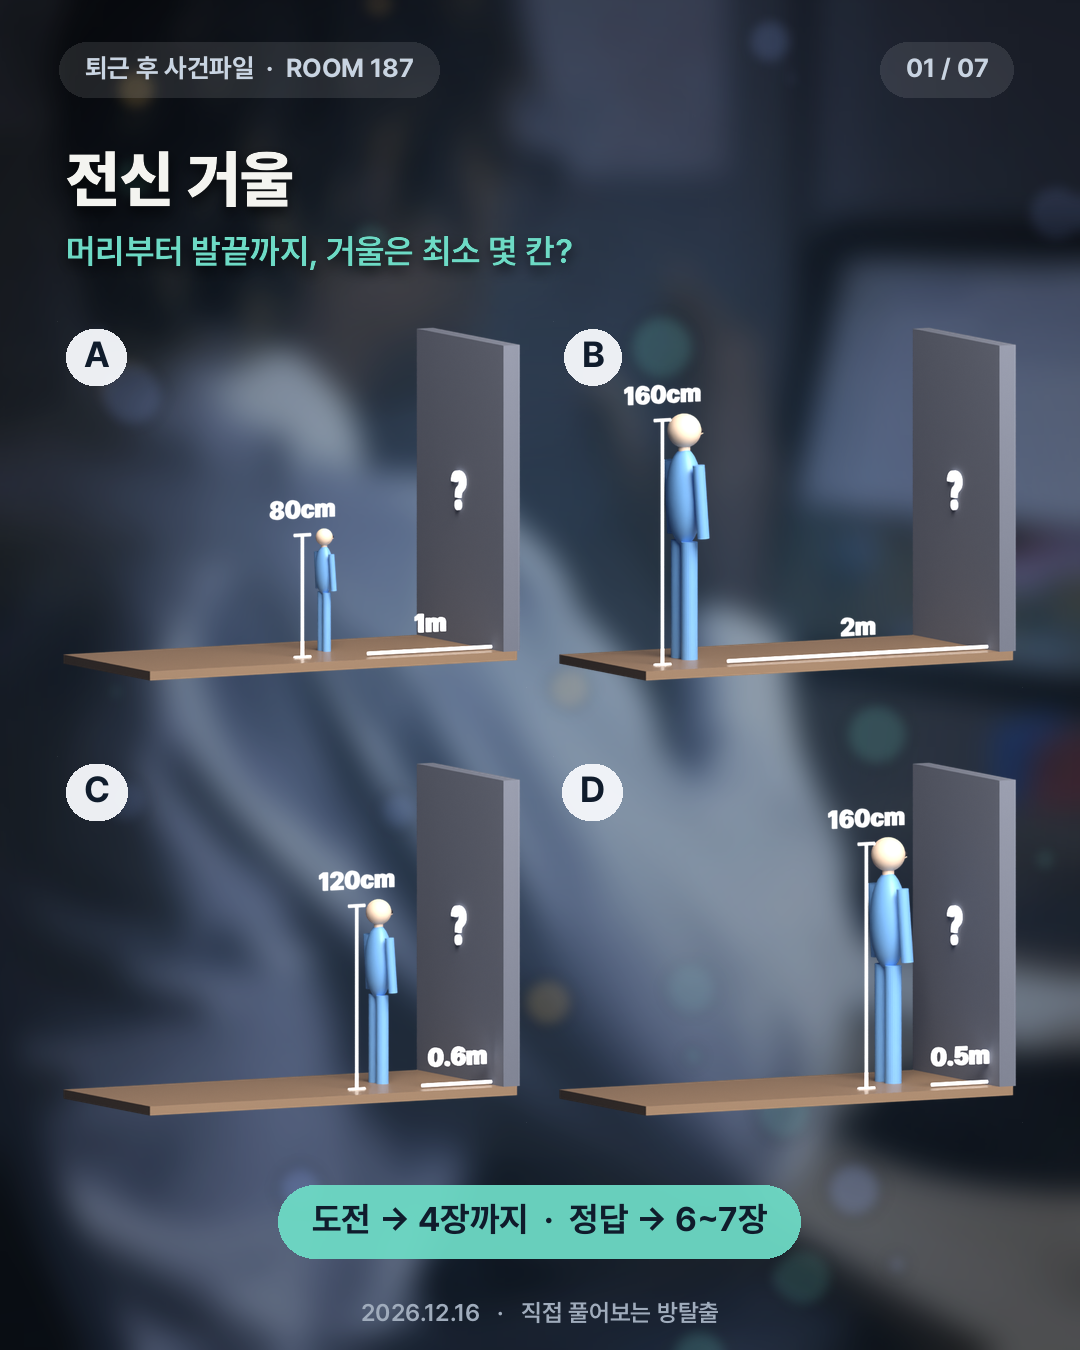 퇴근 후 사건파일 · ROOM 187
01 / 07
전신 거울
머리부터 발끝까지, 거울은 최소 몇 칸?
A
80cm
?
1m
B
160cm
?
2m
C
120cm
?
0.6m
D
160cm
?
0.5m
도전 → 4장까지 · 정답 → 6~7장
2026.12.16 · 직접 풀어보는 방탈출